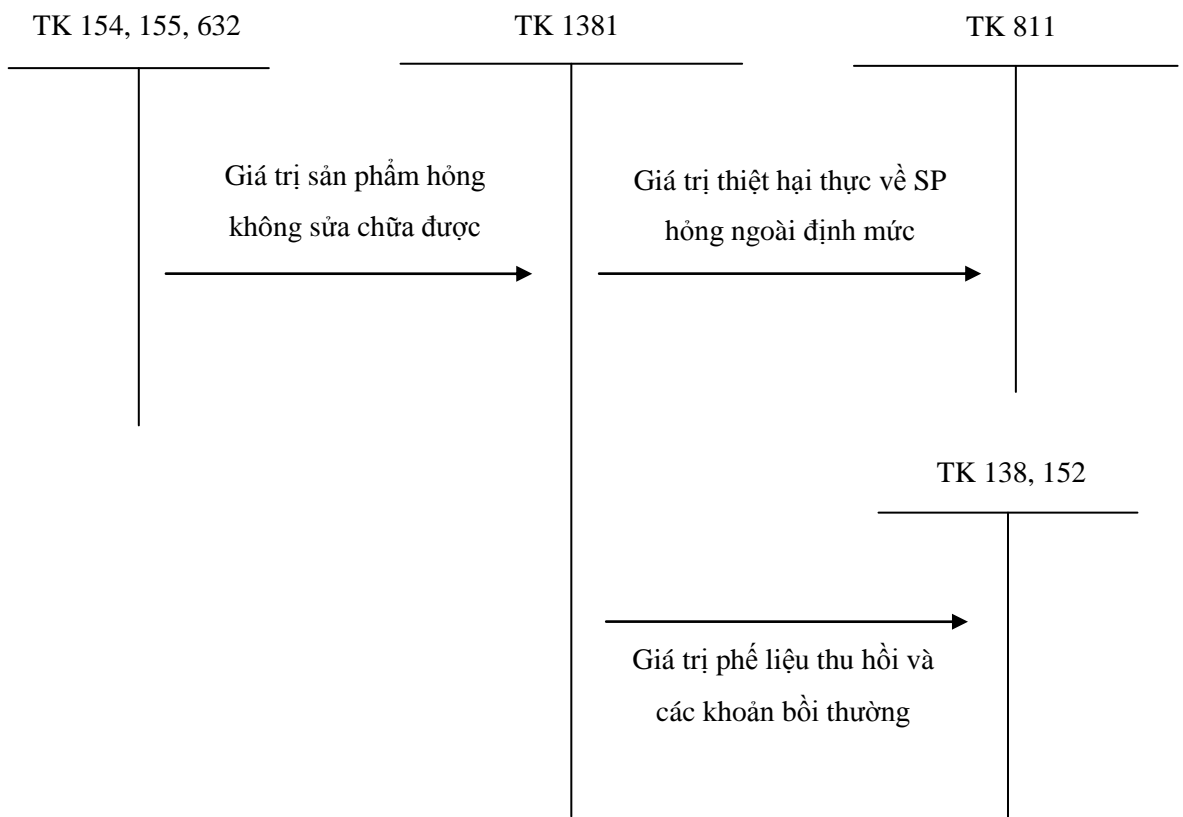 TK 154, 155, 632
TK 1381
TK 811
Giá trị sản phẩm hỏng
không sửa chữa được
Giá trị thiệt hại thực về SP
hỏng ngoài định mức
TK 138, 152
Giá trị phế liệu thu hồi và
các khoản bồi thường